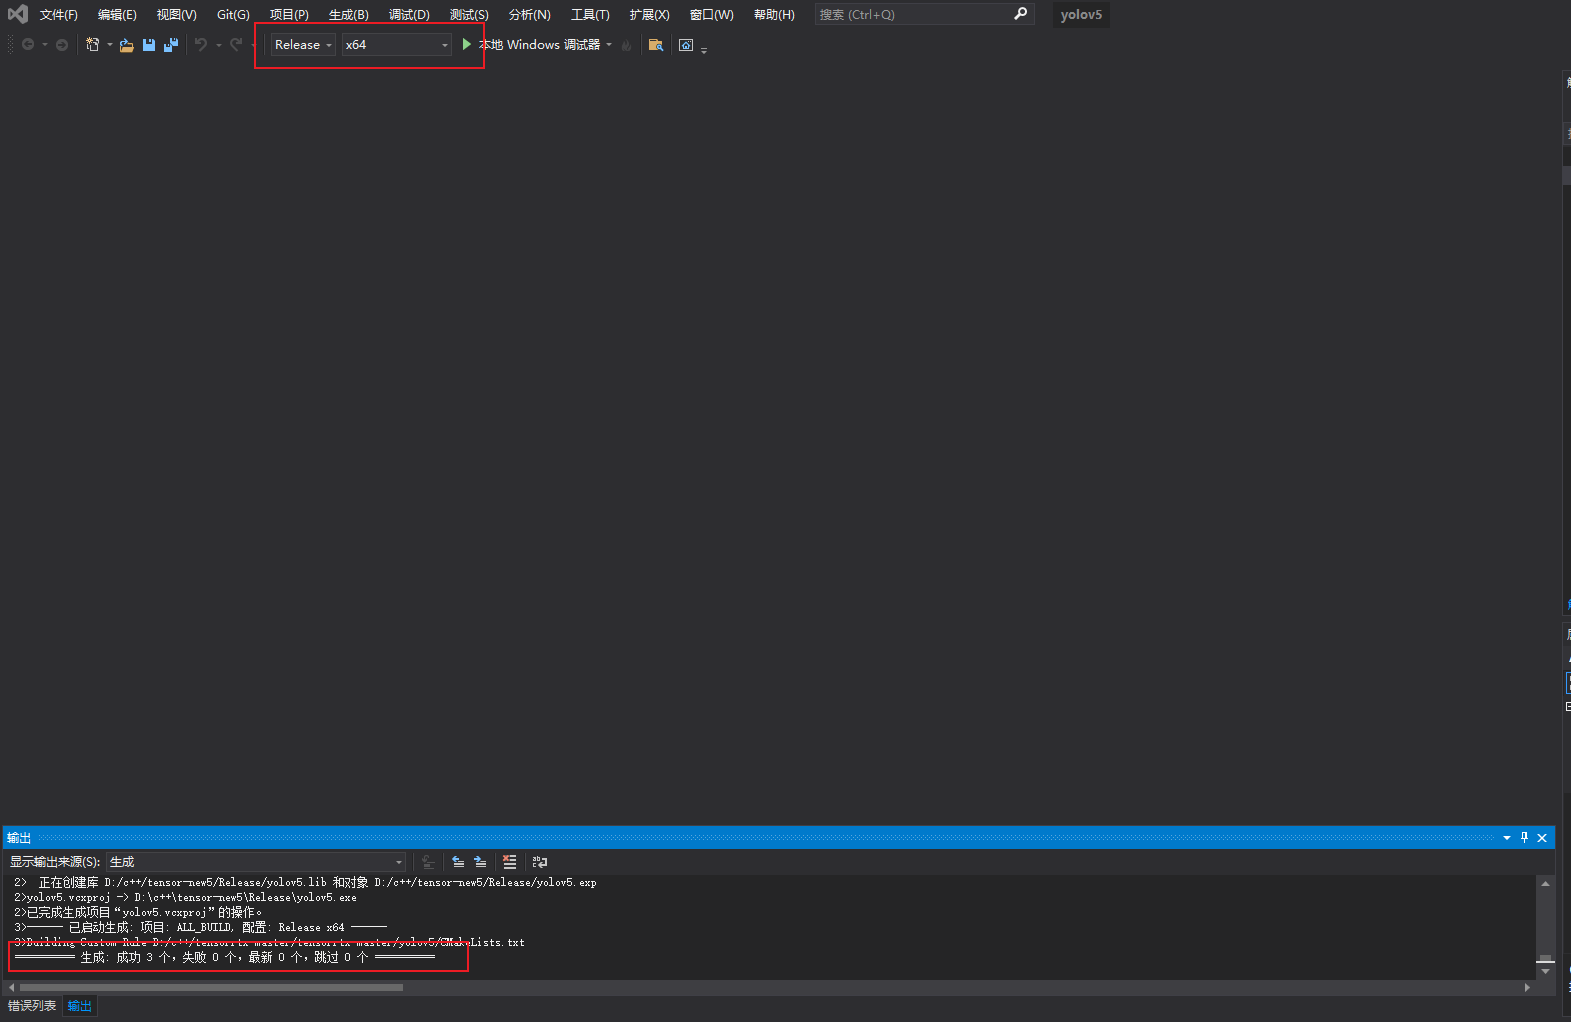 文件(F) 编辑(E) 视图(V) Git(G) 项目(P) 生成(B) 调试(D) 测试(S) 分析(N) 工具(T) 扩展(X) 窗口(W) 帮助(H) 搜索 (Ctrl+Q) yolov5
Release x64 本地 Windows 调试器
输出
显示输出来源(S): 生成
2> 正在创建库 D:/c++/tensor-new5/Release/yolov5.lib 和对象 D:/c++/tensor-new5/Release/yolov5.exp
2>yolov5.vcxproj -> D:\c++\tensor-new5\Release\yolov5.exe
2>已完成生成项目“yolov5.vcxproj”的操作。
3>------ 已启动生成: 项目: ALL_BUILD, 配置: Release x64 ------
3>Building Custom Rule D:/c++/tensorrtx-master/tensorrtx-master/yolov5/CMakeLists.txt
========== 生成: 成功 3 个，失败 0 个，最新 0 个，跳过 0 个 ==========
错误列表 输出